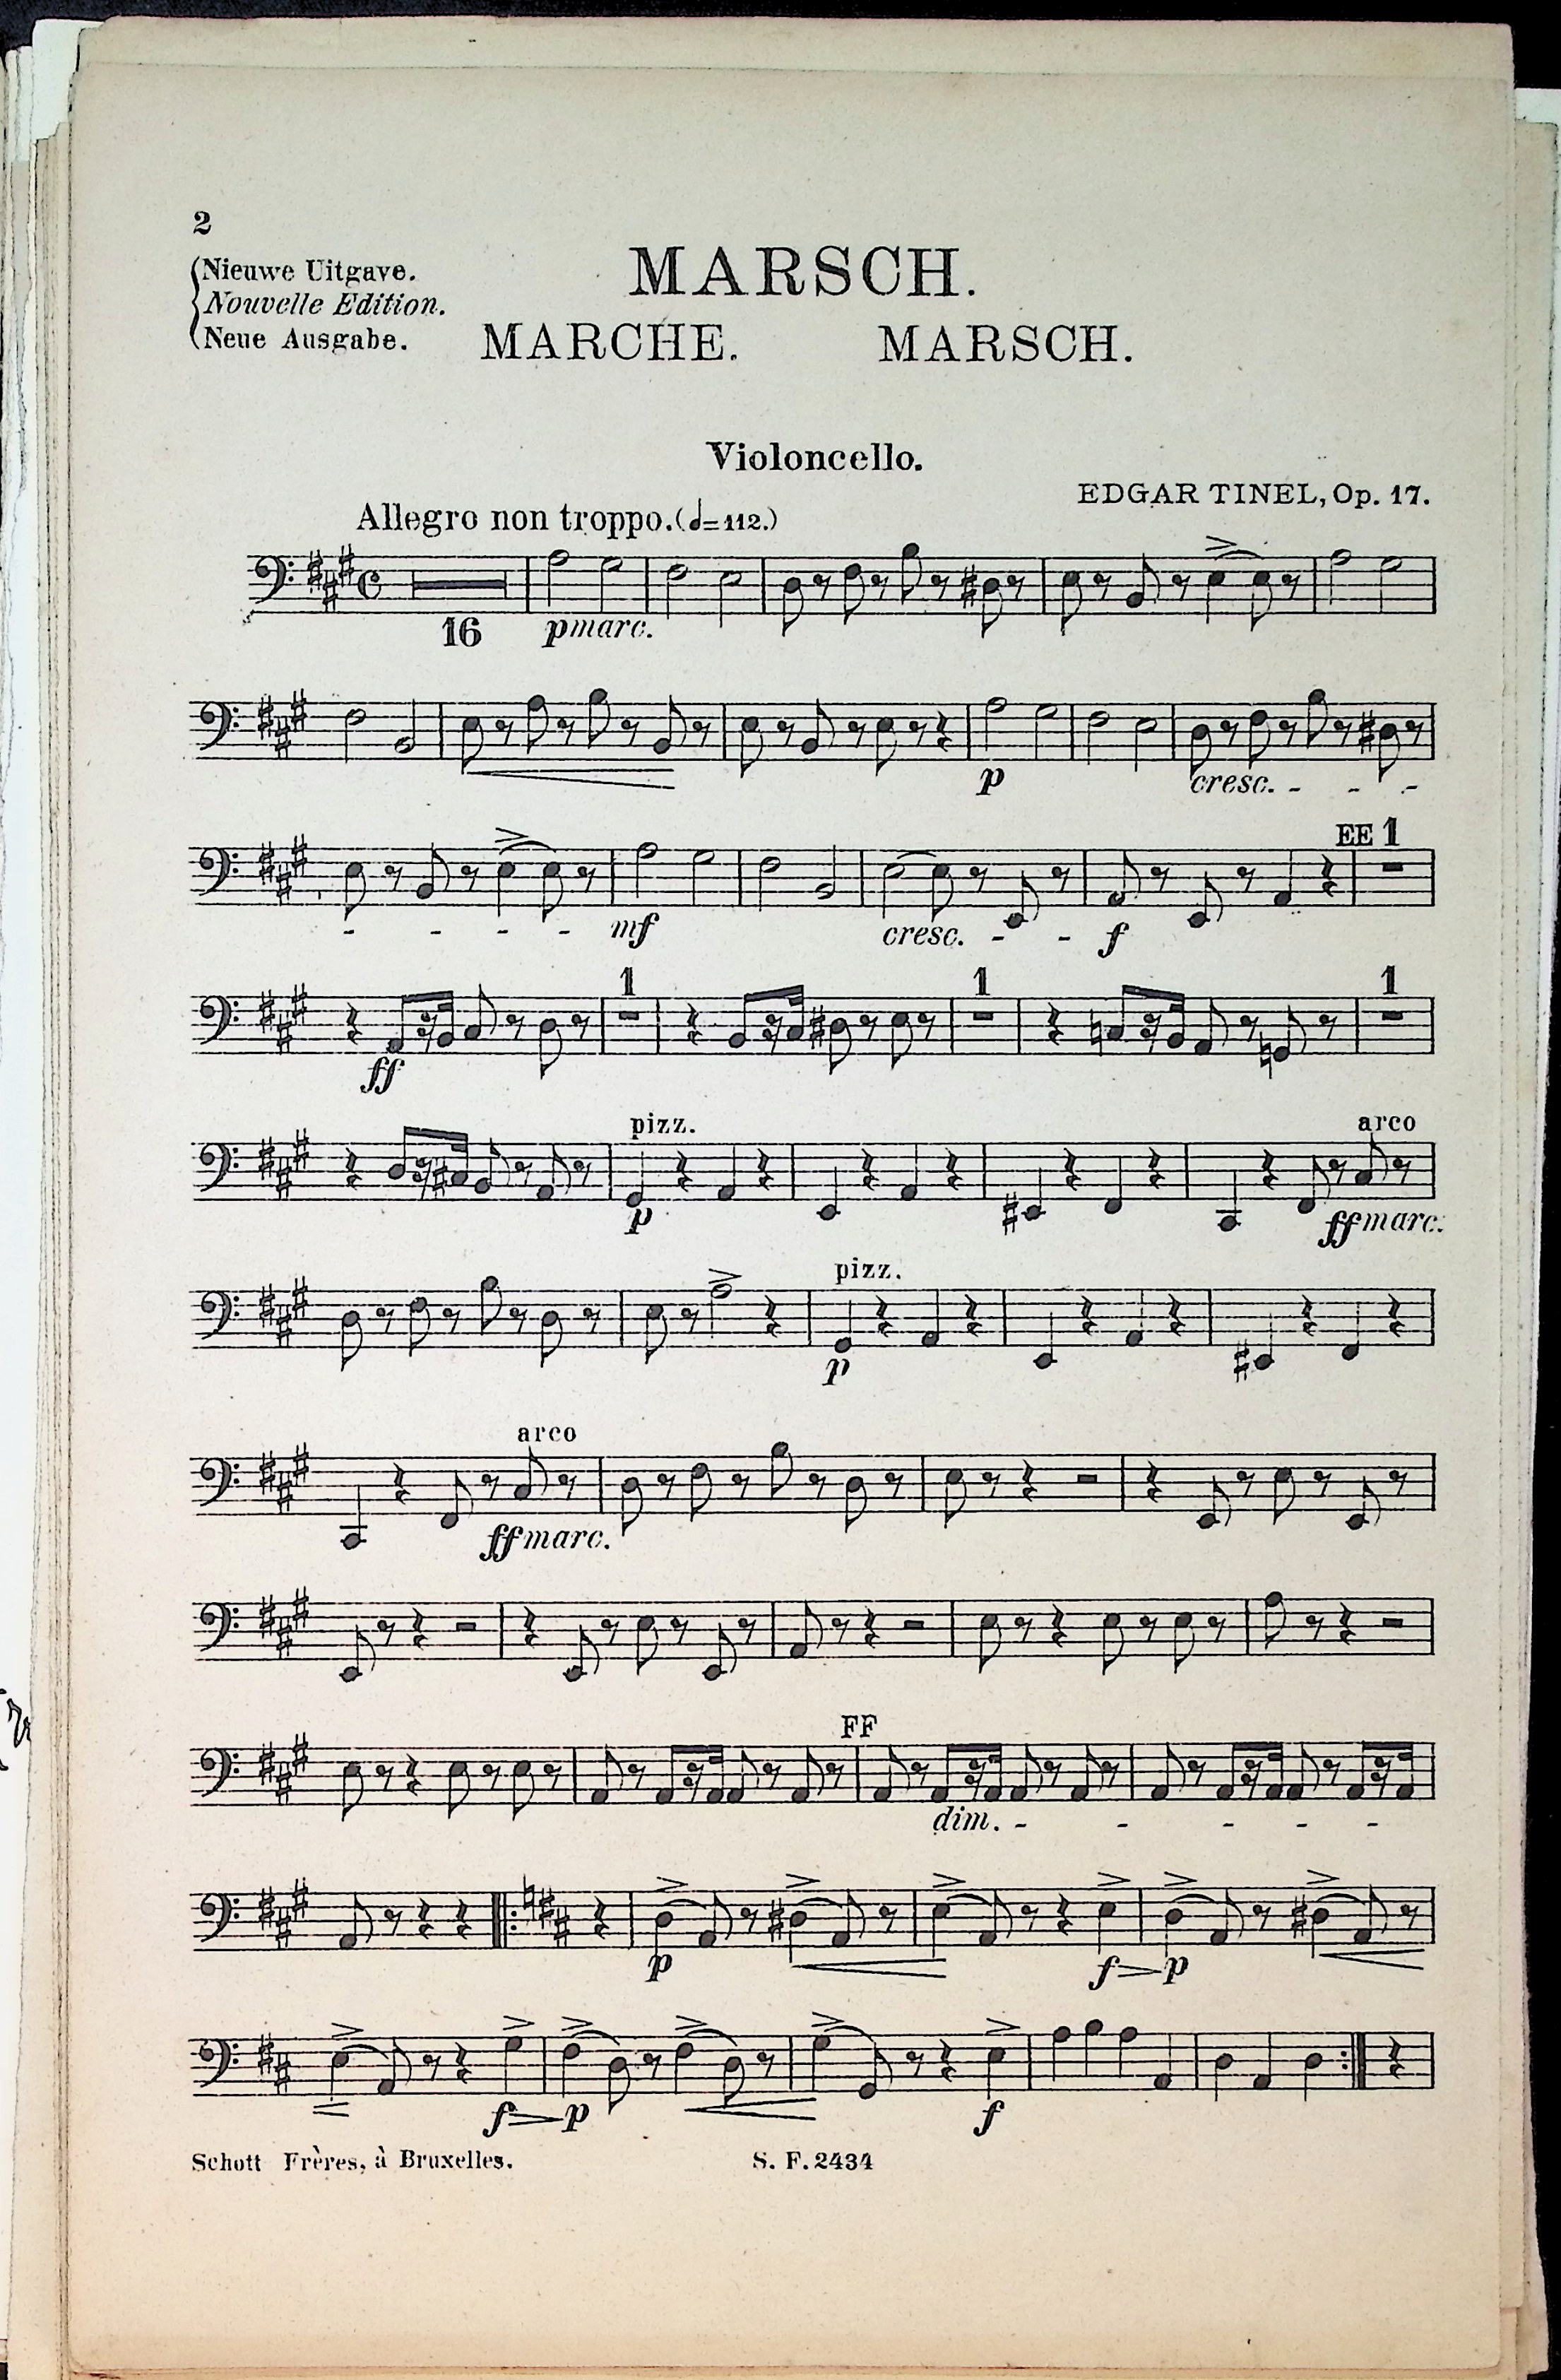 2
Nieuwe Uitgave.
Nouvelle Edition.
Neue Ausgabe.
MARSCH.
MARCHE. MARSCH.
Violoncello.
EDGAR TINEL, Op. 17.
Allegro non troppo. (𝅗𝅥=112.)
16
p marc.
p
cresc. - - -
EE 1
- - - - mf cresc. - - f
1 1 1
ff
pizz. arco
p ff marc.
pizz.
p
arco
ff marc.
FF
dim. - - - - -
p f p
f p f
Schott Frères, à Bruxelles. S. F. 2434